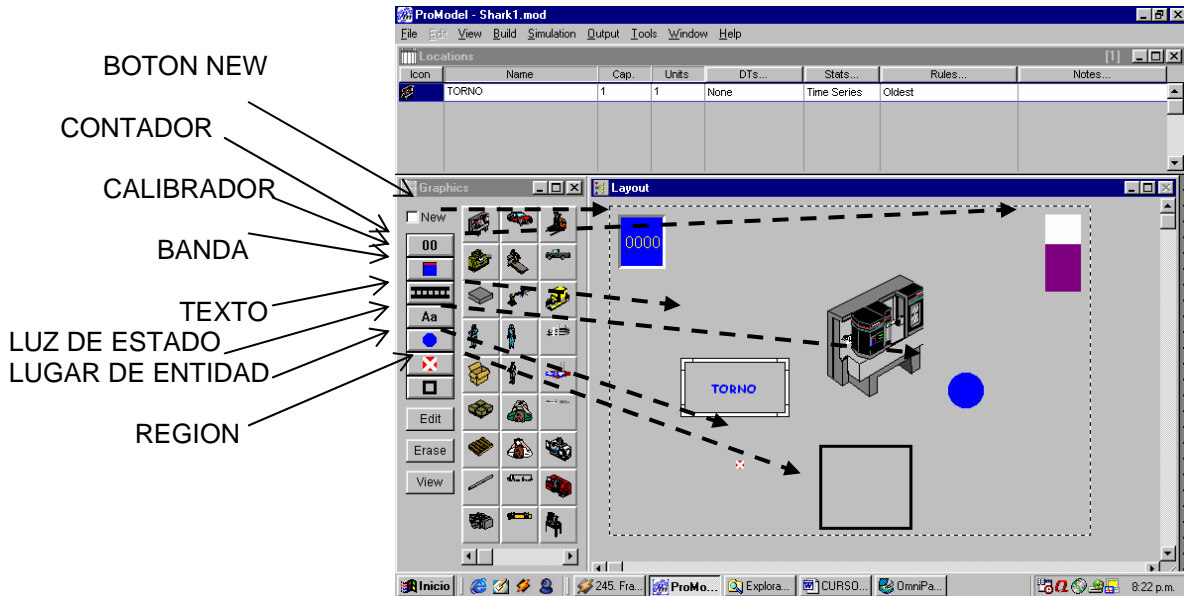 ProModel - Shark1.mod
File Edit View Build Simulation Output Tools Window Help
Locations [1]
Icon Name Cap. Units DTs... Stats... Rules... Notes...
TORNO 1 1 None Time Series Oldest
BOTON NEW
CONTADOR
CALIBRADOR
BANDA
TEXTO
LUZ DE ESTADO
LUGAR DE ENTIDAD
REGION
Graphics
New
00
Aa
Edit
Erase
View
Layout
0000
TORNO
Inicio 245. Fra... ProMo... Explora... CURSO... OmniPa... 8:22 p.m.